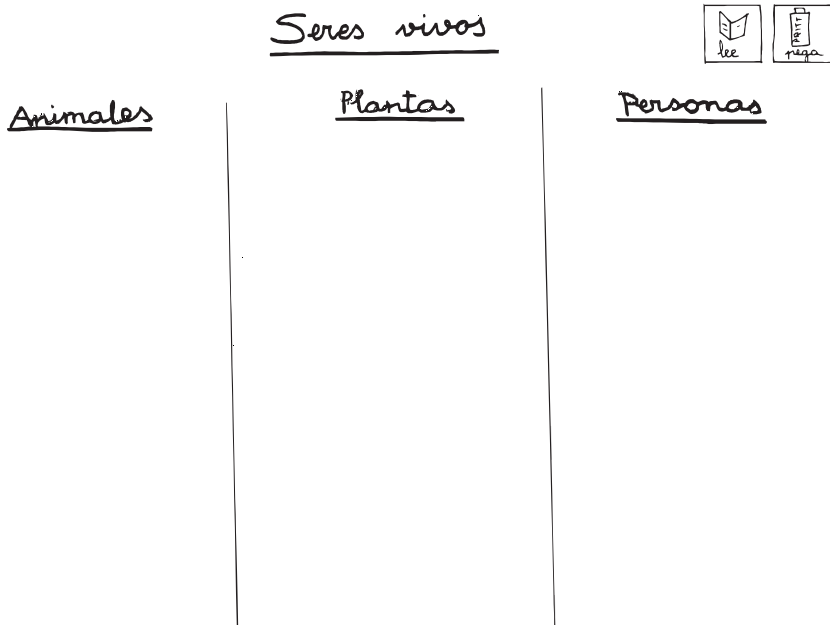 Seres vivos
lee
PRITT
pega
Animales
Plantas
Personas